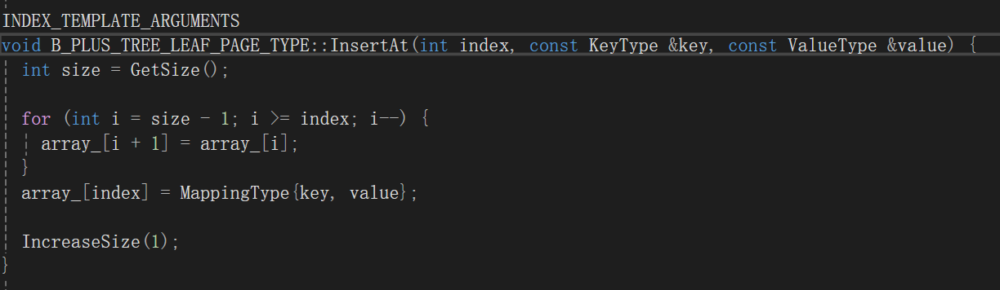 INDEX_TEMPLATE_ARGUMENTS
void B_PLUS_TREE_LEAF_PAGE_TYPE::InsertAt(int index, const KeyType &key, const ValueType &value) {
int size = GetSize();
for (int i = size - 1; i >= index; i--) {
array_[i + 1] = array_[i];
}
array_[index] = MappingType{key, value};
IncreaseSize(1);
}